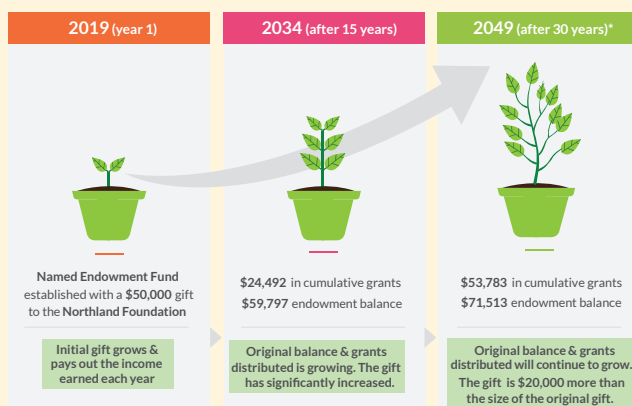 2019 (year 1)
Named Endowment Fund
established with a $50,000 gift
to the Northland Foundation
Initial gift grows &
pays out the income
earned each year
2034 (after 15 years)
$24,492 in cumulative grants
$59,797 endowment balance
Original balance & grants
distributed is growing. The gift
has significantly increased.
2049 (after 30 years)*
$53,783 in cumulative grants
$71,513 endowment balance
Original balance & grants
distributed will continue to grow.
The gift is $20,000 more than
the size of the original gift.